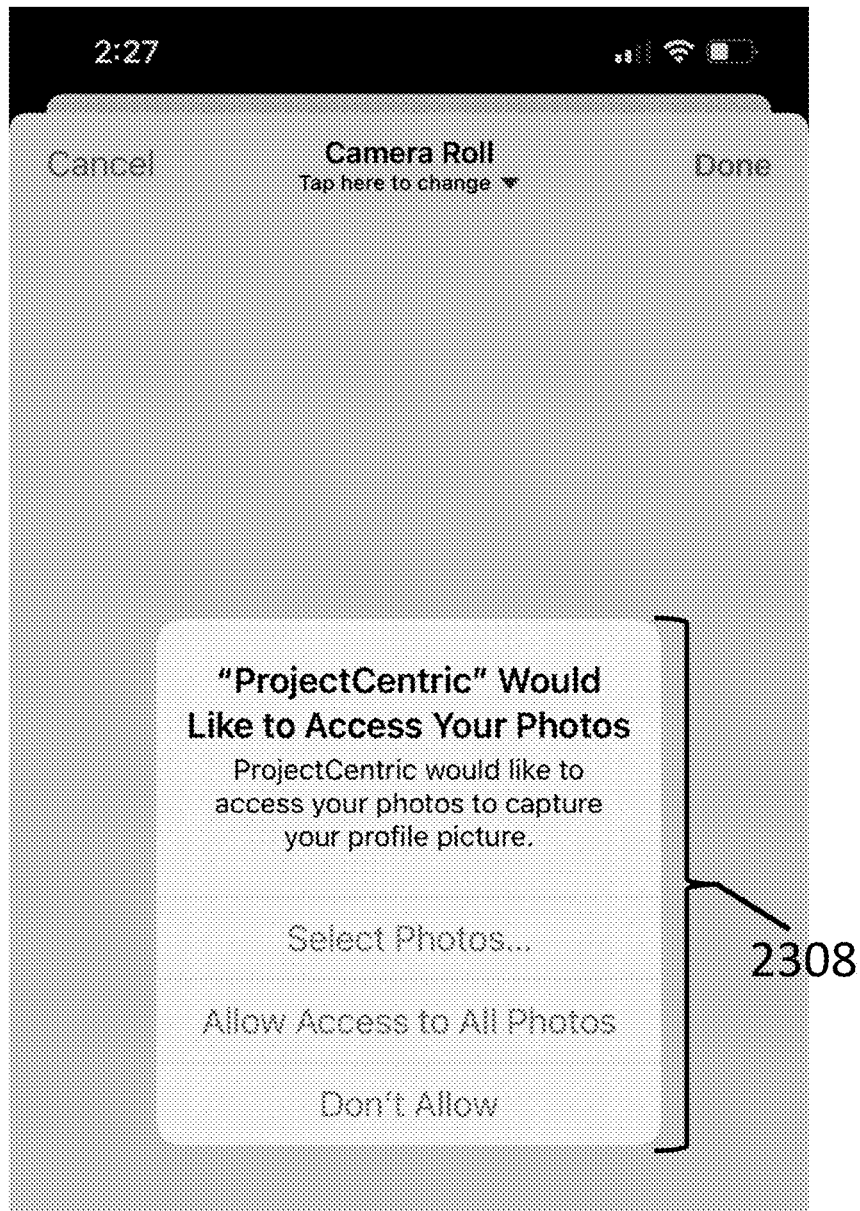 2:27
Cancel
Camera Roll
Done
Tap here to change ▼
"ProjectCentric" Would
Like to Access Your Photos
ProjectCentric would like to
access your photos to capture
your profile picture.
Select Photos...
Allow Access to All Photos
Don't Allow
2308